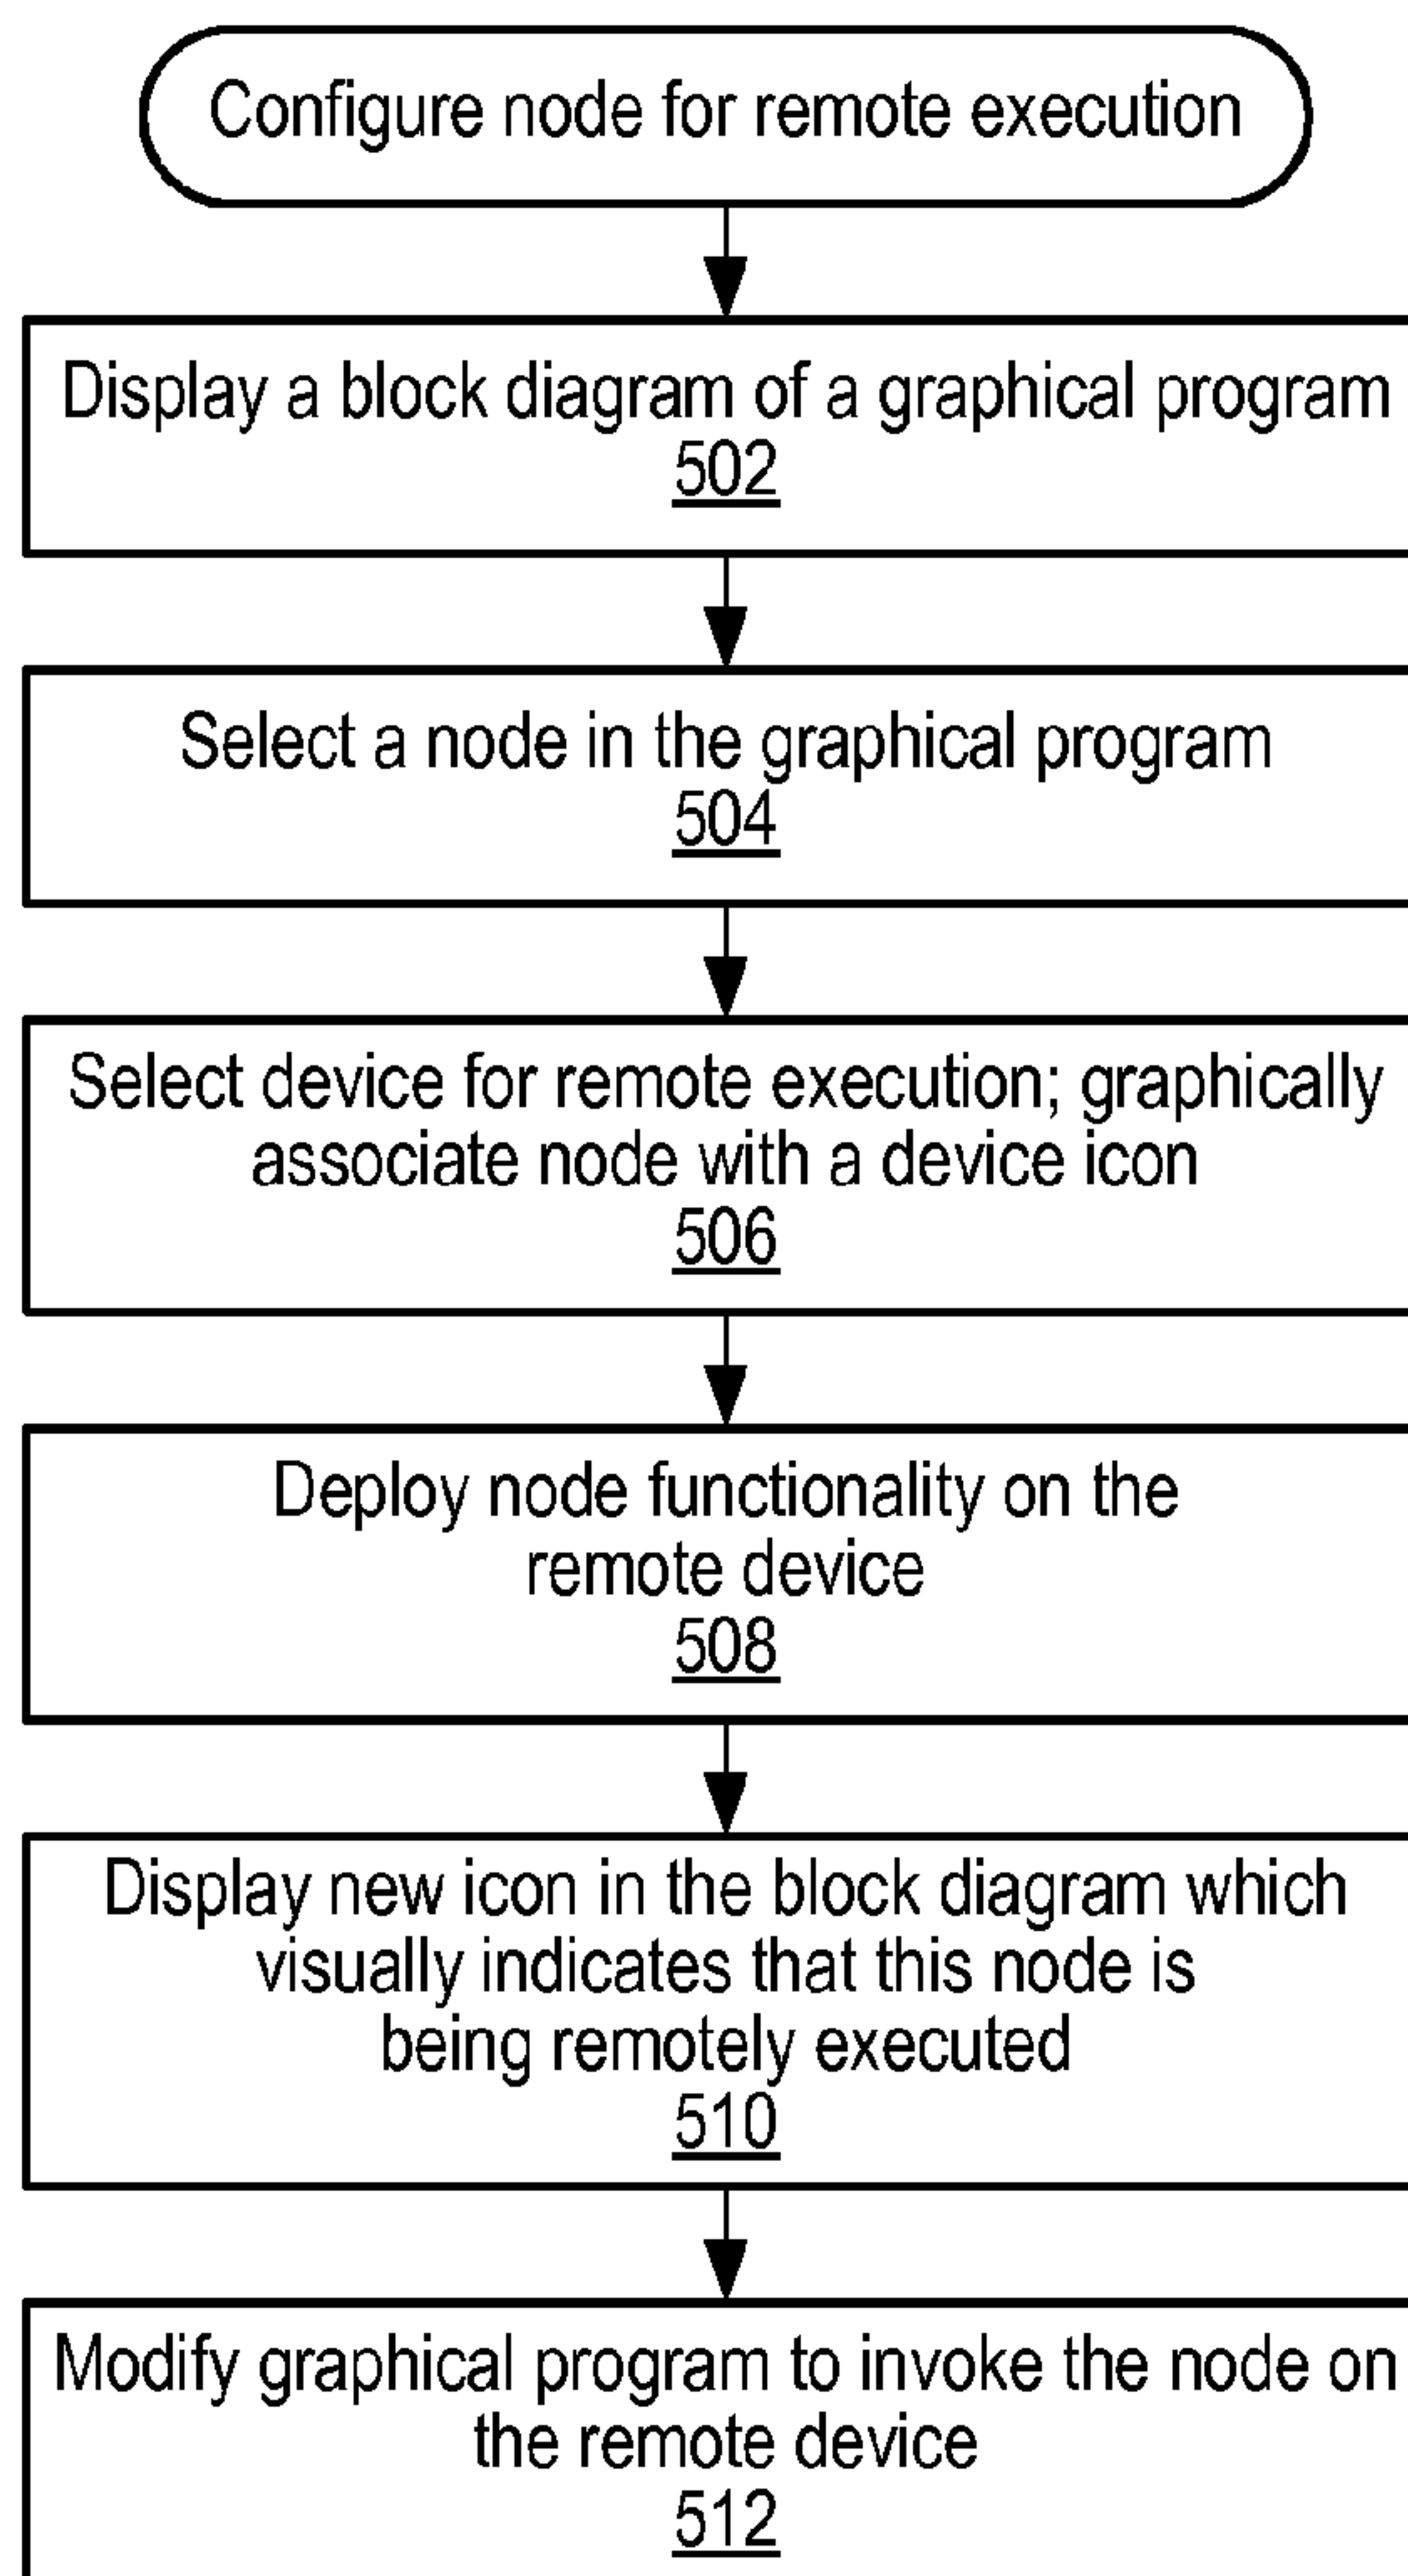 Configure node for remote execution
Display a block diagram of a graphical program
502
Select a node in the graphical program
504
Select device for remote execution; graphically
associate node with a device icon
506
Deploy node functionality on the
remote device
508
Display new icon in the block diagram which
visually indicates that this node is
being remotely executed
510
Modify graphical program to invoke the node on
the remote device
512